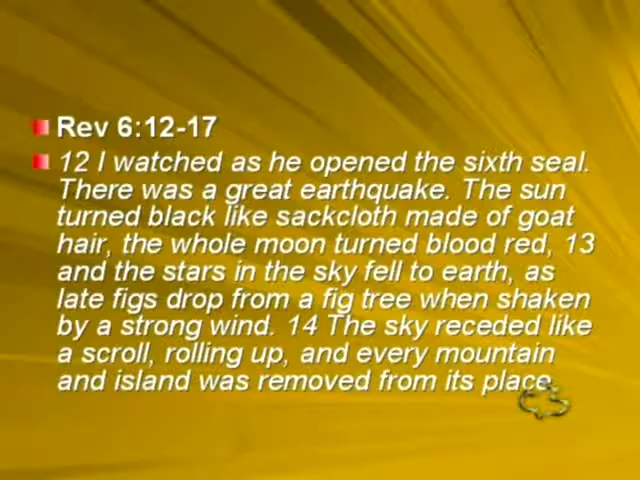 Rev 6:12-17
12 I watched as he opened the sixth seal.
There was a great earthquake. The sun
turned black like sackcloth made of goat
hair, the whole moon turned blood red, 13
and the stars in the sky fell to earth, as
late figs drop from a fig tree when shaken
by a strong wind. 14 The sky receded like
a scroll, rolling up, and every mountain
and island was removed from its place.